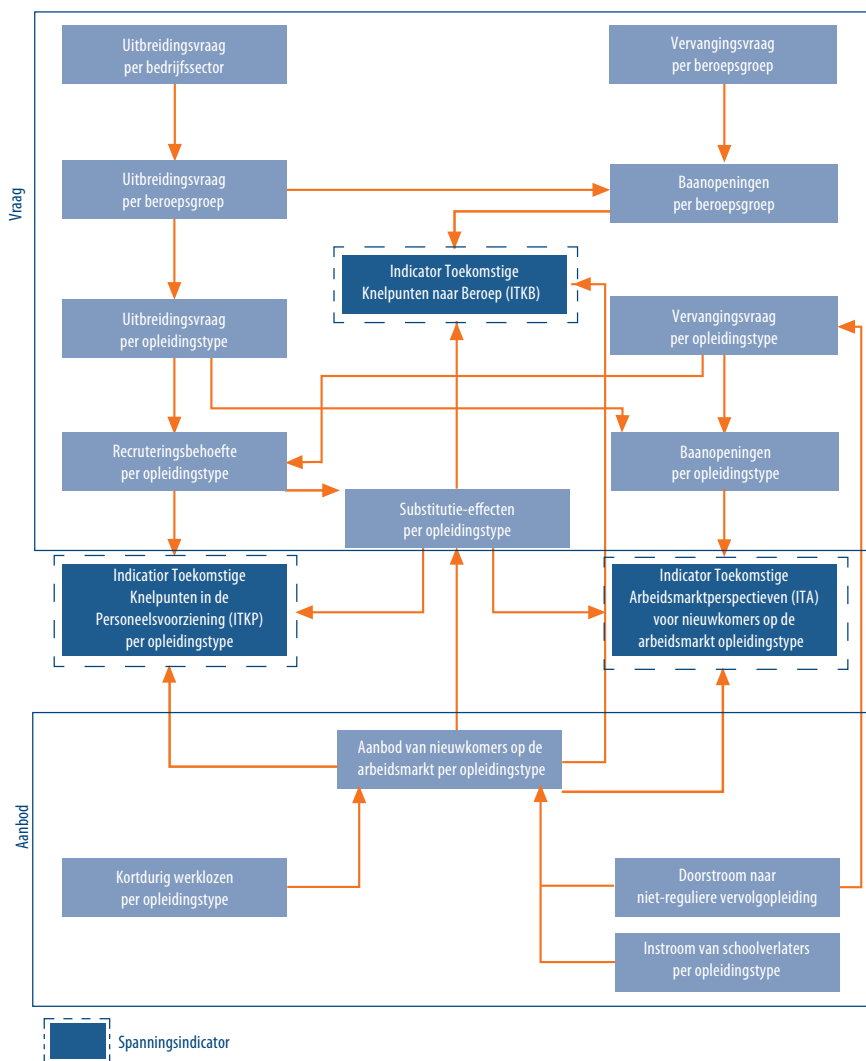 Uitbreidingsvraag
per bedrijfssector
Vervangingsvraag
per beroepsgroep
Uitbreidingsvraag
per beroepsgroep
Baanopeningen
per beroepsgroep
Vraag
Indicator Toekomstige
Knelpunten naar Beroep (ITKB)
Uitbreidingsvraag
per opleidingstype
Vervangingsvraag
per opleidingstype
Recruteringsbehoefte
per opleidingstype
Baanopeningen
per opleidingstype
Substitutie-effecten
per opleidingstype
Indicatior Toekomstige
Knelpunten in de
Personeelsvoorziening (ITKP)
per opleidingstype
Indicator Toekomstige
Arbeidsmarktperspectieven (ITA)
voor nieuwkomers op de
arbeidsmarkt opleidingstype
Aanbod van nieuwkomers op de
arbeidsmarkt per opleidingstype
Aanbod
Kortdurig werklozen
per opleidingstype
Doorstroom naar
niet-reguliere vervolgopleiding
Instroom van schoolverlaters
per opleidingstype
Spanningsindicator